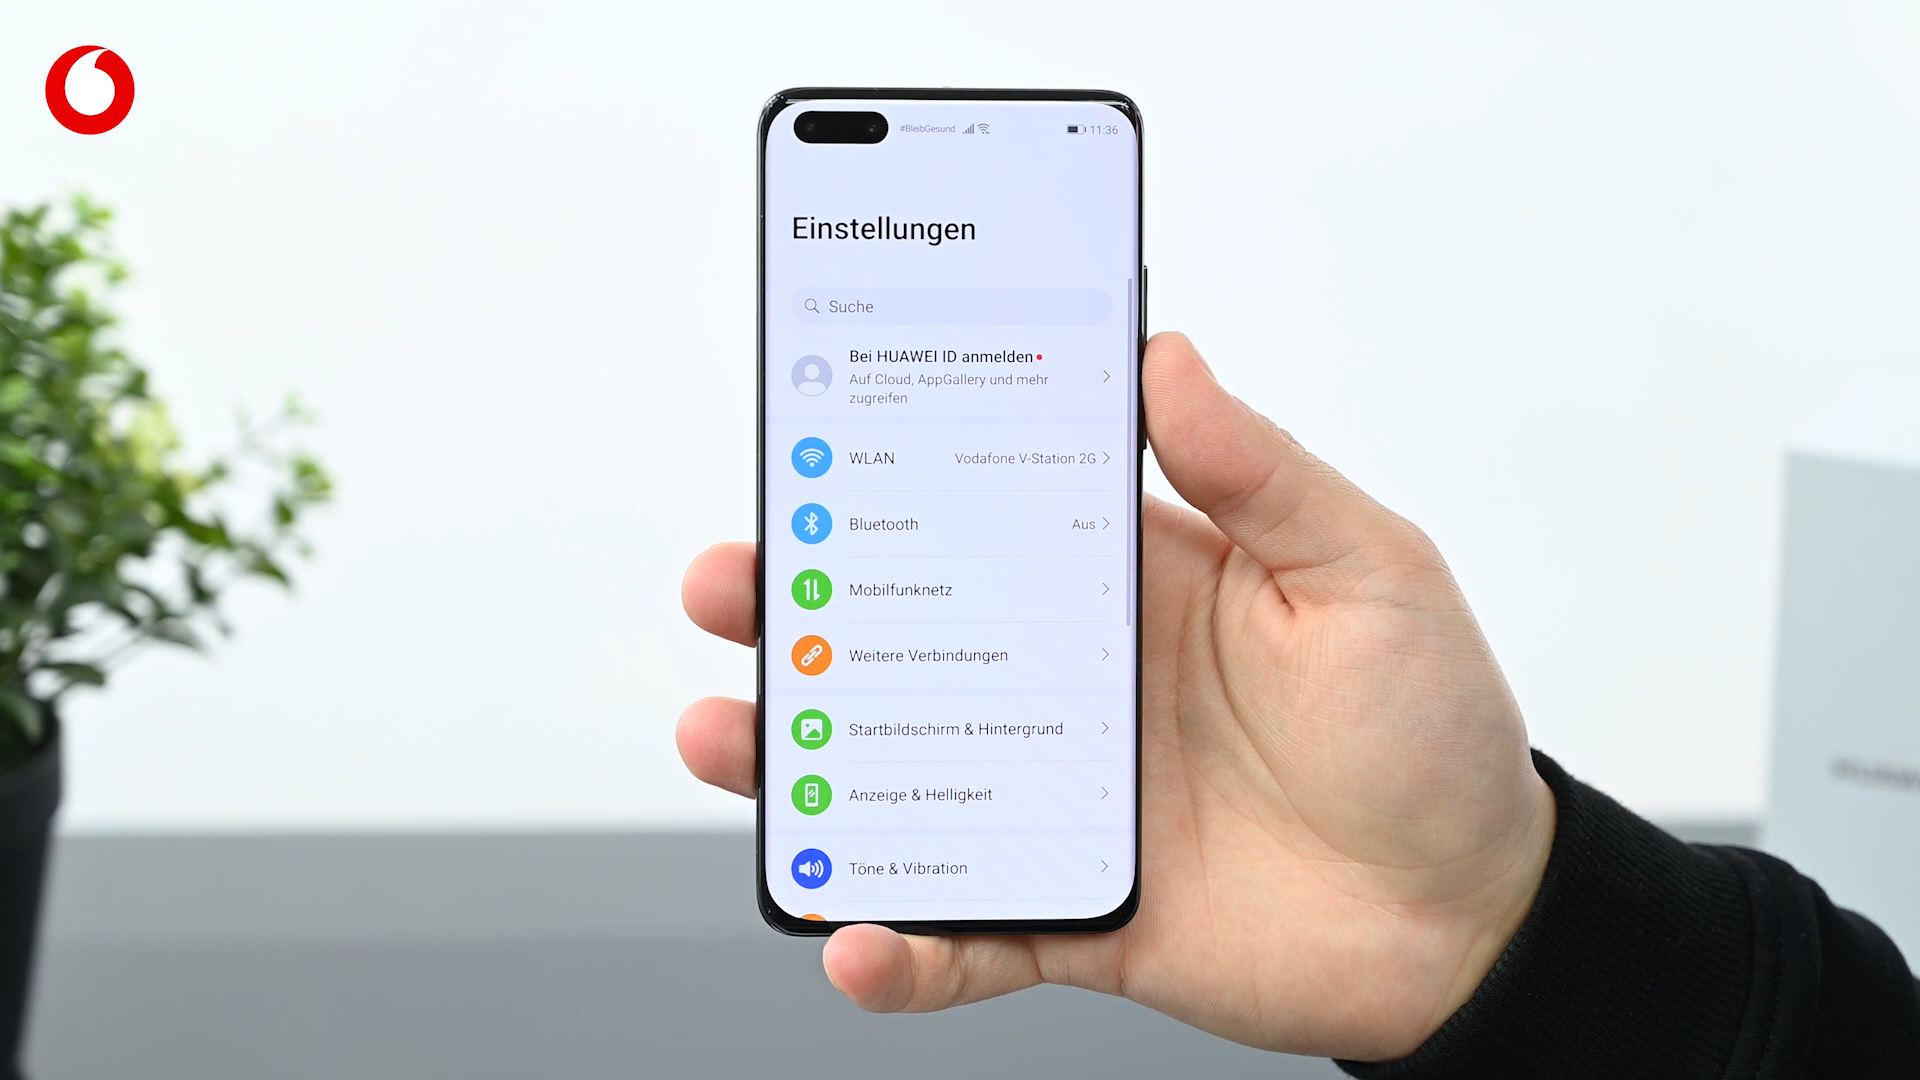 #BleibGesund 11:36
Einstellungen
Suche
Bei HUAWEI ID anmelden
Auf Cloud, AppGallery und mehr
zugreifen
WLAN Vodafone V-Station 2G
Bluetooth Aus
Mobilfunknetz
Weitere Verbindungen
Startbildschirm & Hintergrund
Anzeige & Helligkeit
Töne & Vibration